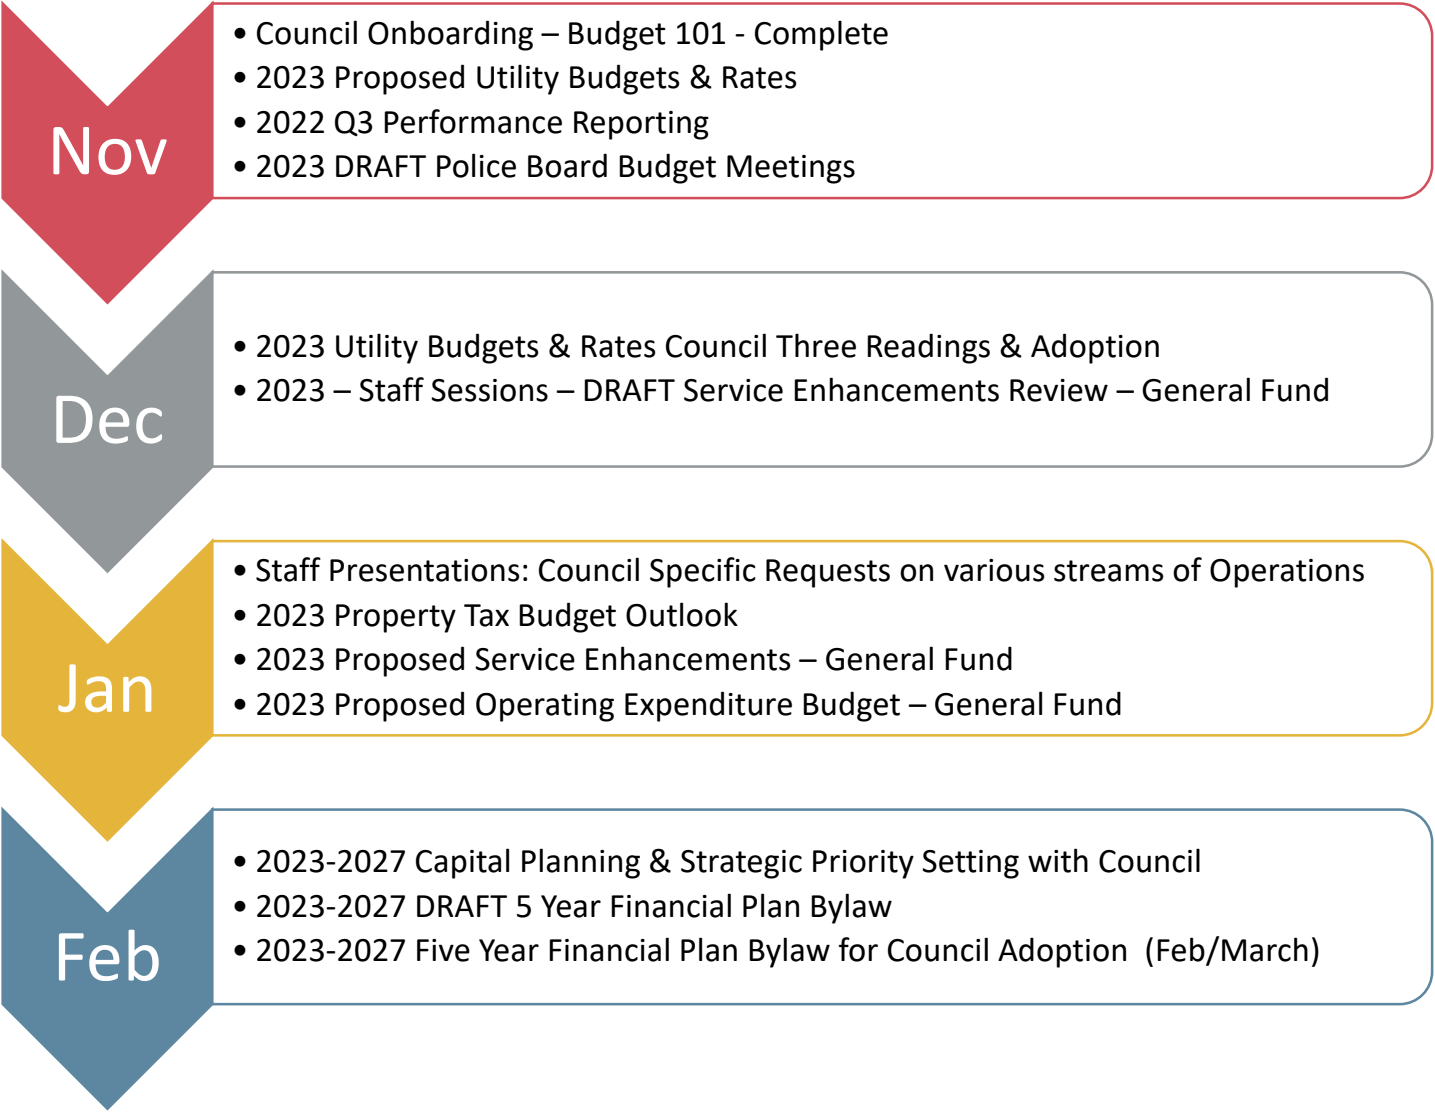 Nov
• Council Onboarding – Budget 101 - Complete
• 2023 Proposed Utility Budgets & Rates
• 2022 Q3 Performance Reporting
• 2023 DRAFT Police Board Budget Meetings
Dec
• 2023 Utility Budgets & Rates Council Three Readings & Adoption
• 2023 – Staff Sessions – DRAFT Service Enhancements Review – General Fund
Jan
• Staff Presentations: Council Specific Requests on various streams of Operations
• 2023 Property Tax Budget Outlook
• 2023 Proposed Service Enhancements – General Fund
• 2023 Proposed Operating Expenditure Budget – General Fund
Feb
• 2023-2027 Capital Planning & Strategic Priority Setting with Council
• 2023-2027 DRAFT 5 Year Financial Plan Bylaw
• 2023-2027 Five Year Financial Plan Bylaw for Council Adoption  (Feb/March)